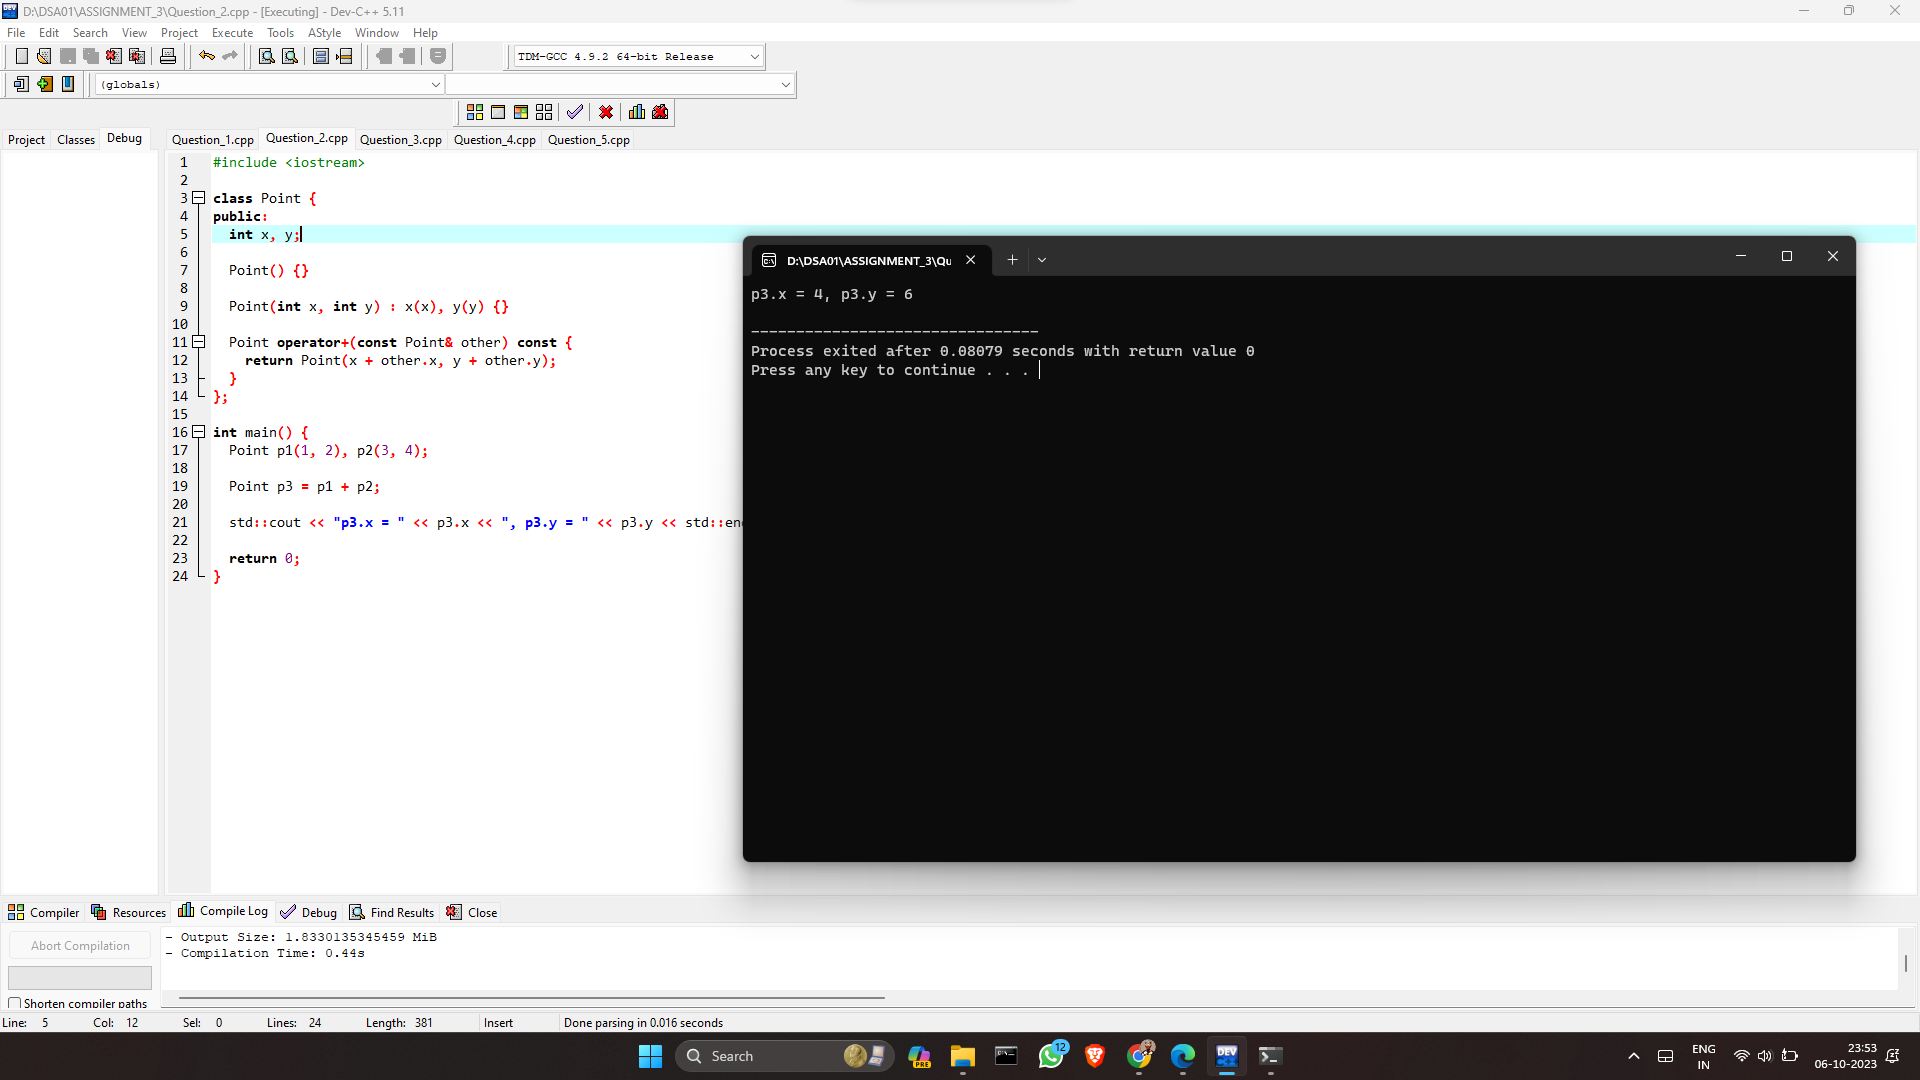 D:\DSA01\ASSIGNMENT_3\Question_2.cpp - [Executing] - Dev-C++ 5.11
File Edit Search View Project Execute Tools AStyle Window Help
TDM-GCC 4.9.2 64-bit Release
(globals)
Project Classes Debug
Question_1.cpp Question_2.cpp Question_3.cpp Question_4.cpp Question_5.cpp
1 #include <iostream>
2
3 class Point {
4 public:
5 int x, y;
6
7 Point() {}
8
9 Point(int x, int y) : x(x), y(y) {}
10
11 Point operator+(const Point& other) const {
12 return Point(x + other.x, y + other.y);
13 }
14 };
15
16 int main() {
17 Point p1(1, 2), p2(3, 4);
18
19 Point p3 = p1 + p2;
20
21 std::cout << "p3.x = " << p3.x << ", p3.y = " << p3.y << std::en
22
23 return 0;
24 }
D:\DSA01\ASSIGNMENT_3\Qu
p3.x = 4, p3.y = 6
--------------------------------
Process exited after 0.08079 seconds with return value 0
Press any key to continue . . .
Compiler Resources Compile Log Debug Find Results Close
Abort Compilation
Shorten compiler paths
- Output Size: 1.8330135345459 MiB
- Compilation Time: 0.44s
Line: 5 Col: 12 Sel: 0 Lines: 24 Length: 381 Insert Done parsing in 0.016 seconds
Search
PRE
12
DEV
ENG
IN
23:53
06-10-2023